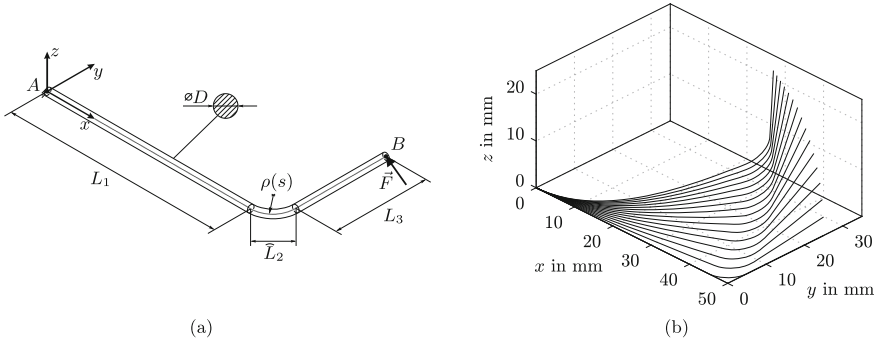 z
y
A
x
⌀D
L₁
ρ(s)
B
F⃗
L̂₂
L₃
(a)
z in mm
20
10
0
0
10
20
30
40
50
x in mm
0
10
20
30
y in mm
(b)